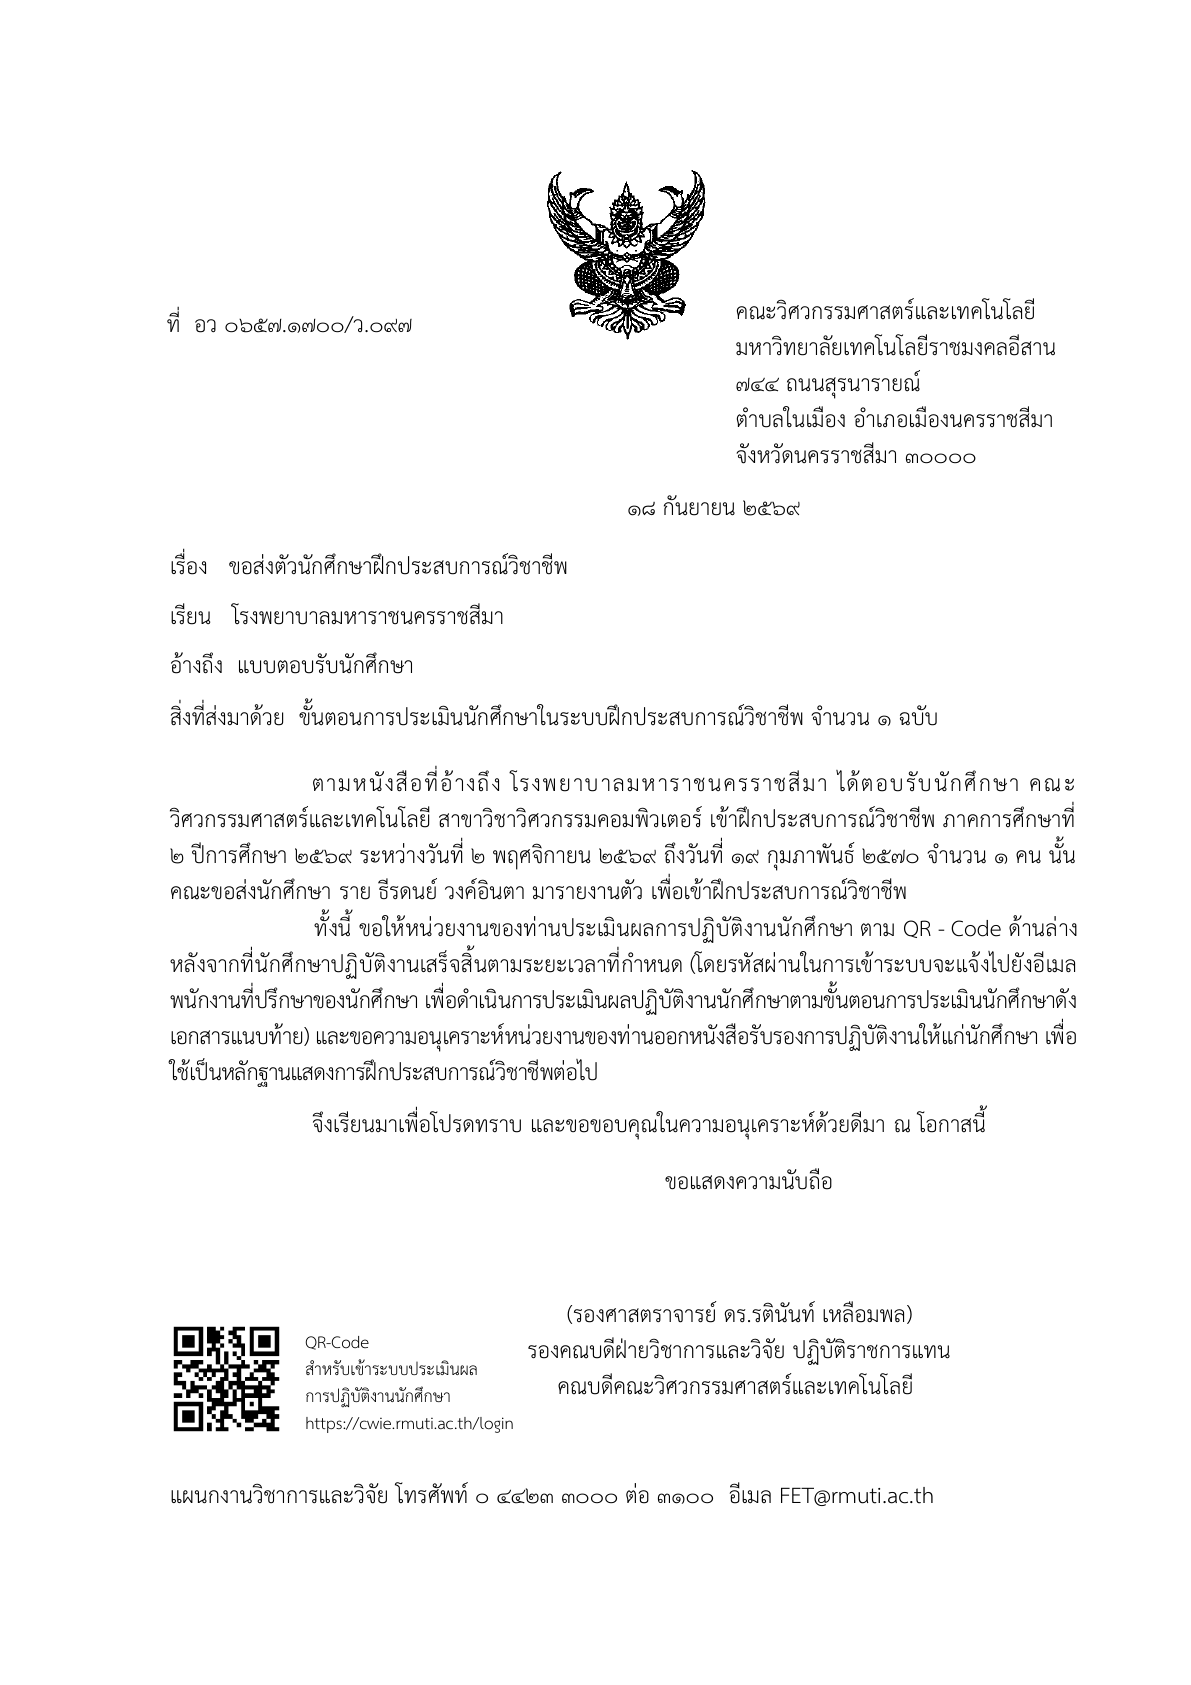 ที่  อว ๐๖๕๗.๑๗๐๐/ว.๐๙๗
คณะวิศวกรรมศาสตร์และเทคโนโลยี
มหาวิทยาลัยเทคโนโลยีราชมงคลอีสาน
๗๔๔ ถนนสุรนารายณ์
ตำบลในเมือง อำเภอเมืองนครราชสีมา
จังหวัดนครราชสีมา ๓๐๐๐๐
๑๘ กันยายน ๒๕๖๙
เรื่อง   ขอส่งตัวนักศึกษาฝึกประสบการณ์วิชาชีพ
เรียน   โรงพยาบาลมหาราชนครราชสีมา
อ้างถึง  แบบตอบรับนักศึกษา
สิ่งที่ส่งมาด้วย  ขั้นตอนการประเมินนักศึกษาในระบบฝึกประสบการณ์วิชาชีพ จำนวน ๑ ฉบับ
ตามหนังสือที่อ้างถึง โรงพยาบาลมหาราชนครราชสีมา ได้ตอบรับนักศึกษา คณะ
วิศวกรรมศาสตร์และเทคโนโลยี สาขาวิชาวิศวกรรมคอมพิวเตอร์ เข้าฝึกประสบการณ์วิชาชีพ ภาคการศึกษาที่
๒ ปีการศึกษา ๒๕๖๙ ระหว่างวันที่ ๒ พฤศจิกายน ๒๕๖๙ ถึงวันที่ ๑๙ กุมภาพันธ์ ๒๕๗๐ จำนวน ๑ คน นั้น
คณะขอส่งนักศึกษา ราย ธีรดนย์ วงค์อินตา มารายงานตัว เพื่อเข้าฝึกประสบการณ์วิชาชีพ
ทั้งนี้ ขอให้หน่วยงานของท่านประเมินผลการปฏิบัติงานนักศึกษา ตาม QR - Code ด้านล่าง
หลังจากที่นักศึกษาปฏิบัติงานเสร็จสิ้นตามระยะเวลาที่กำหนด (โดยรหัสผ่านในการเข้าระบบจะแจ้งไปยังอีเมล
พนักงานที่ปรึกษาของนักศึกษา เพื่อดำเนินการประเมินผลปฏิบัติงานนักศึกษาตามขั้นตอนการประเมินนักศึกษาดัง
เอกสารแนบท้าย) และขอความอนุเคราะห์หน่วยงานของท่านออกหนังสือรับรองการปฏิบัติงานให้แก่นักศึกษา เพื่อ
ใช้เป็นหลักฐานแสดงการฝึกประสบการณ์วิชาชีพต่อไป
จึงเรียนมาเพื่อโปรดทราบ และขอขอบคุณในความอนุเคราะห์ด้วยดีมา ณ โอกาสนี้
ขอแสดงความนับถือ
(รองศาสตราจารย์ ดร.รตินันท์ เหลือมพล)
รองคณบดีฝ่ายวิชาการและวิจัย ปฏิบัติราชการแทน
คณบดีคณะวิศวกรรมศาสตร์และเทคโนโลยี
QR-Code
สำหรับเข้าระบบประเมินผล
การปฏิบัติงานนักศึกษา
https://cwie.rmuti.ac.th/login
แผนกงานวิชาการและวิจัย โทรศัพท์ ๐ ๔๔๒๓ ๓๐๐๐ ต่อ ๓๑๐๐  อีเมล FET@rmuti.ac.th